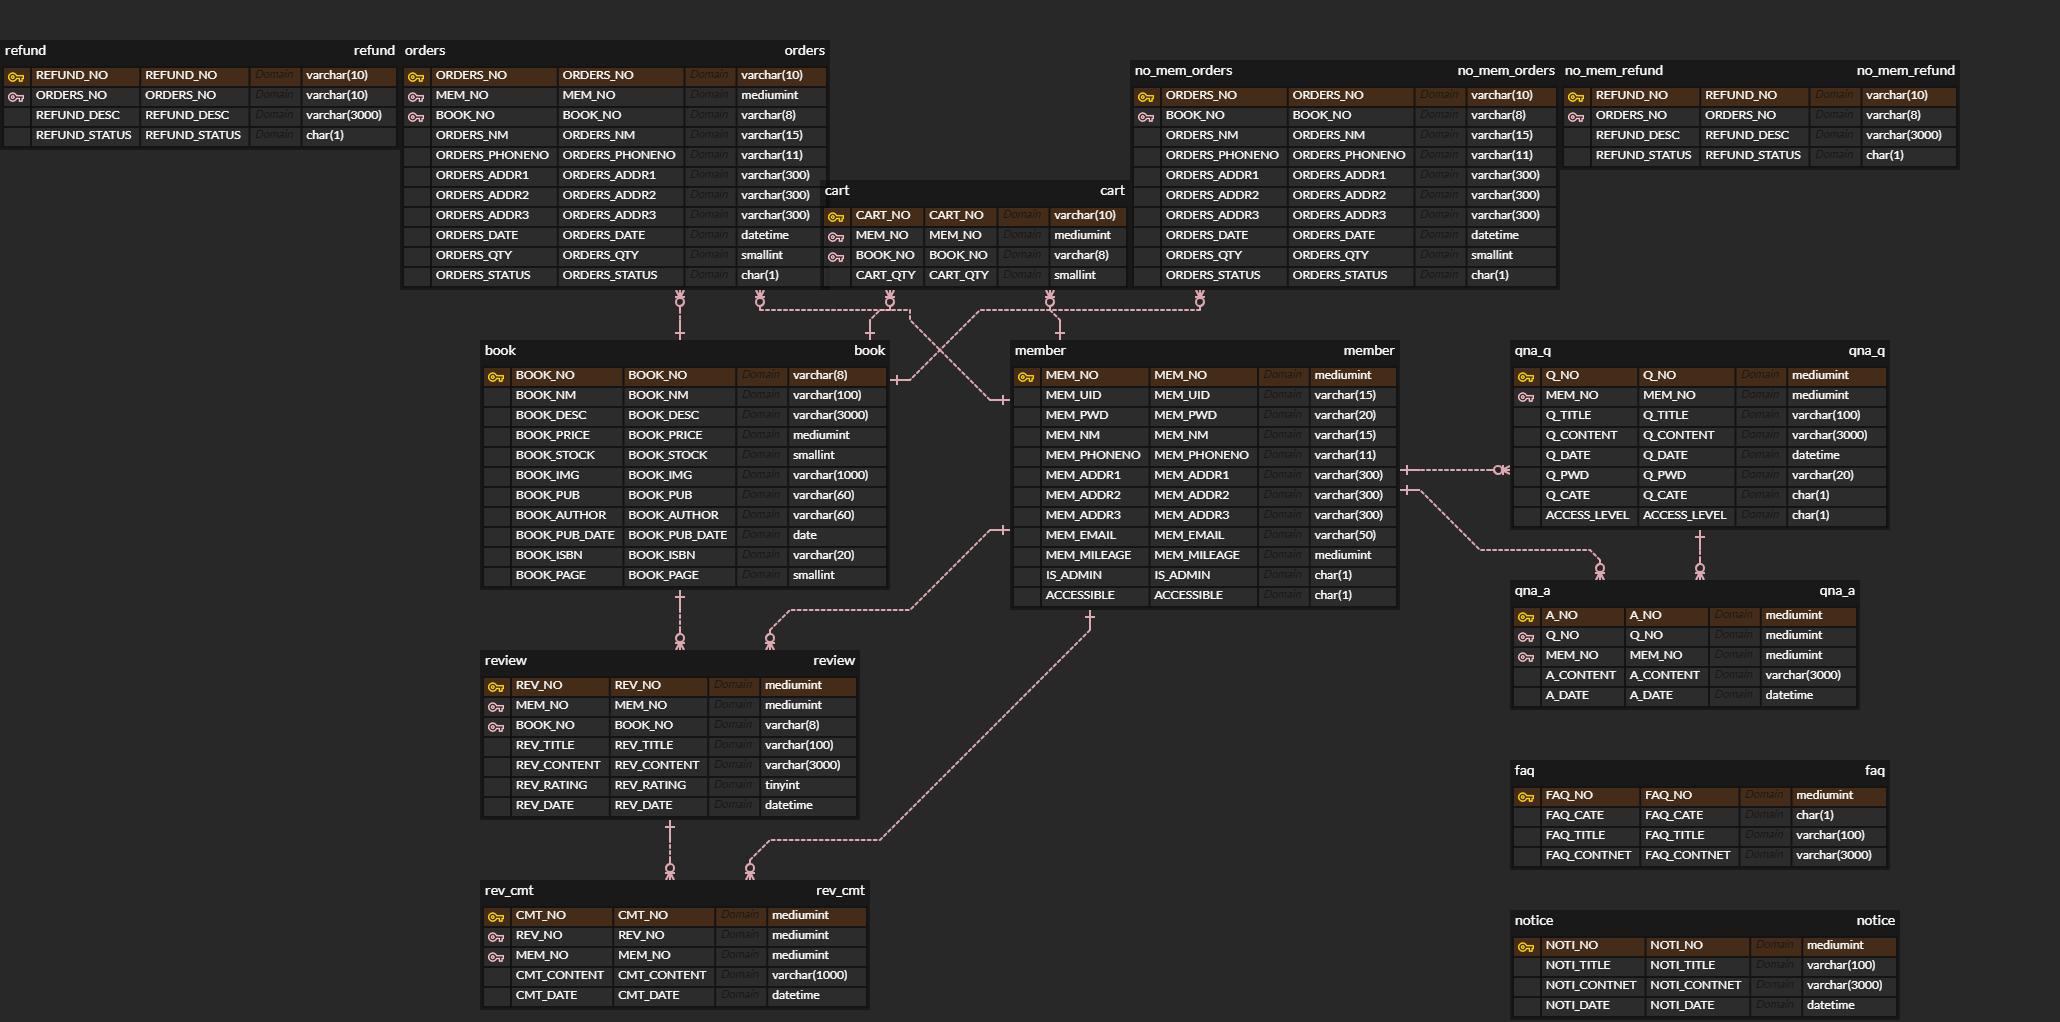 refund refund
REFUND_NO REFUND_NO Domain varchar(10)
ORDERS_NO ORDERS_NO Domain varchar(10)
REFUND_DESC REFUND_DESC Domain varchar(3000)
REFUND_STATUS REFUND_STATUS Domain char(1)
orders orders
ORDERS_NO ORDERS_NO Domain varchar(10)
MEM_NO MEM_NO Domain mediumint
BOOK_NO BOOK_NO Domain varchar(8)
ORDERS_NM ORDERS_NM Domain varchar(15)
ORDERS_PHONENO ORDERS_PHONENO Domain varchar(11)
ORDERS_ADDR1 ORDERS_ADDR1 Domain varchar(300)
ORDERS_ADDR2 ORDERS_ADDR2 Domain varchar(300)
ORDERS_ADDR3 ORDERS_ADDR3 Domain varchar(300)
ORDERS_DATE ORDERS_DATE Domain datetime
ORDERS_QTY ORDERS_QTY Domain smallint
ORDERS_STATUS ORDERS_STATUS Domain char(1)
cart cart
CART_NO CART_NO Domain varchar(10)
MEM_NO MEM_NO Domain mediumint
BOOK_NO BOOK_NO Domain varchar(8)
CART_QTY CART_QTY Domain smallint
no_mem_orders no_mem_orders
ORDERS_NO ORDERS_NO Domain varchar(10)
BOOK_NO BOOK_NO Domain varchar(8)
ORDERS_NM ORDERS_NM Domain varchar(15)
ORDERS_PHONENO ORDERS_PHONENO Domain varchar(11)
ORDERS_ADDR1 ORDERS_ADDR1 Domain varchar(300)
ORDERS_ADDR2 ORDERS_ADDR2 Domain varchar(300)
ORDERS_ADDR3 ORDERS_ADDR3 Domain varchar(300)
ORDERS_DATE ORDERS_DATE Domain datetime
ORDERS_QTY ORDERS_QTY Domain smallint
ORDERS_STATUS ORDERS_STATUS Domain char(1)
no_mem_refund no_mem_refund
REFUND_NO REFUND_NO Domain varchar(10)
ORDERS_NO ORDERS_NO Domain varchar(8)
REFUND_DESC REFUND_DESC Domain varchar(3000)
REFUND_STATUS REFUND_STATUS Domain char(1)
book book
BOOK_NO BOOK_NO Domain varchar(8)
BOOK_NM BOOK_NM Domain varchar(100)
BOOK_DESC BOOK_DESC Domain varchar(3000)
BOOK_PRICE BOOK_PRICE Domain mediumint
BOOK_STOCK BOOK_STOCK Domain smallint
BOOK_IMG BOOK_IMG Domain varchar(1000)
BOOK_PUB BOOK_PUB Domain varchar(60)
BOOK_AUTHOR BOOK_AUTHOR Domain varchar(60)
BOOK_PUB_DATE BOOK_PUB_DATE Domain date
BOOK_ISBN BOOK_ISBN Domain varchar(20)
BOOK_PAGE BOOK_PAGE Domain smallint
member member
MEM_NO MEM_NO Domain mediumint
MEM_UID MEM_UID Domain varchar(15)
MEM_PWD MEM_PWD Domain varchar(20)
MEM_NM MEM_NM Domain varchar(15)
MEM_PHONENO MEM_PHONENO Domain varchar(11)
MEM_ADDR1 MEM_ADDR1 Domain varchar(300)
MEM_ADDR2 MEM_ADDR2 Domain varchar(300)
MEM_ADDR3 MEM_ADDR3 Domain varchar(300)
MEM_EMAIL MEM_EMAIL Domain varchar(50)
MEM_MILEAGE MEM_MILEAGE Domain mediumint
IS_ADMIN IS_ADMIN Domain char(1)
ACCESSIBLE ACCESSIBLE Domain char(1)
qna_q qna_q
Q_NO Q_NO Domain mediumint
MEM_NO MEM_NO Domain mediumint
Q_TITLE Q_TITLE Domain varchar(100)
Q_CONTENT Q_CONTENT Domain varchar(3000)
Q_DATE Q_DATE Domain datetime
Q_PWD Q_PWD Domain varchar(20)
Q_CATE Q_CATE Domain char(1)
ACCESS_LEVEL ACCESS_LEVEL Domain char(1)
qna_a qna_a
A_NO A_NO Domain mediumint
Q_NO Q_NO Domain mediumint
MEM_NO MEM_NO Domain mediumint
A_CONTENT A_CONTENT Domain varchar(3000)
A_DATE A_DATE Domain datetime
review review
REV_NO REV_NO Domain mediumint
MEM_NO MEM_NO Domain mediumint
BOOK_NO BOOK_NO Domain varchar(8)
REV_TITLE REV_TITLE Domain varchar(100)
REV_CONTENT REV_CONTENT Domain varchar(3000)
REV_RATING REV_RATING Domain tinyint
REV_DATE REV_DATE Domain datetime
faq faq
FAQ_NO FAQ_NO Domain mediumint
FAQ_CATE FAQ_CATE Domain char(1)
FAQ_TITLE FAQ_TITLE Domain varchar(100)
FAQ_CONTNET FAQ_CONTNET Domain varchar(3000)
rev_cmt rev_cmt
CMT_NO CMT_NO Domain mediumint
REV_NO REV_NO Domain mediumint
MEM_NO MEM_NO Domain mediumint
CMT_CONTENT CMT_CONTENT Domain varchar(1000)
CMT_DATE CMT_DATE Domain datetime
notice notice
NOTI_NO NOTI_NO Domain mediumint
NOTI_TITLE NOTI_TITLE Domain varchar(100)
NOTI_CONTNET NOTI_CONTNET Domain varchar(3000)
NOTI_DATE NOTI_DATE Domain datetime